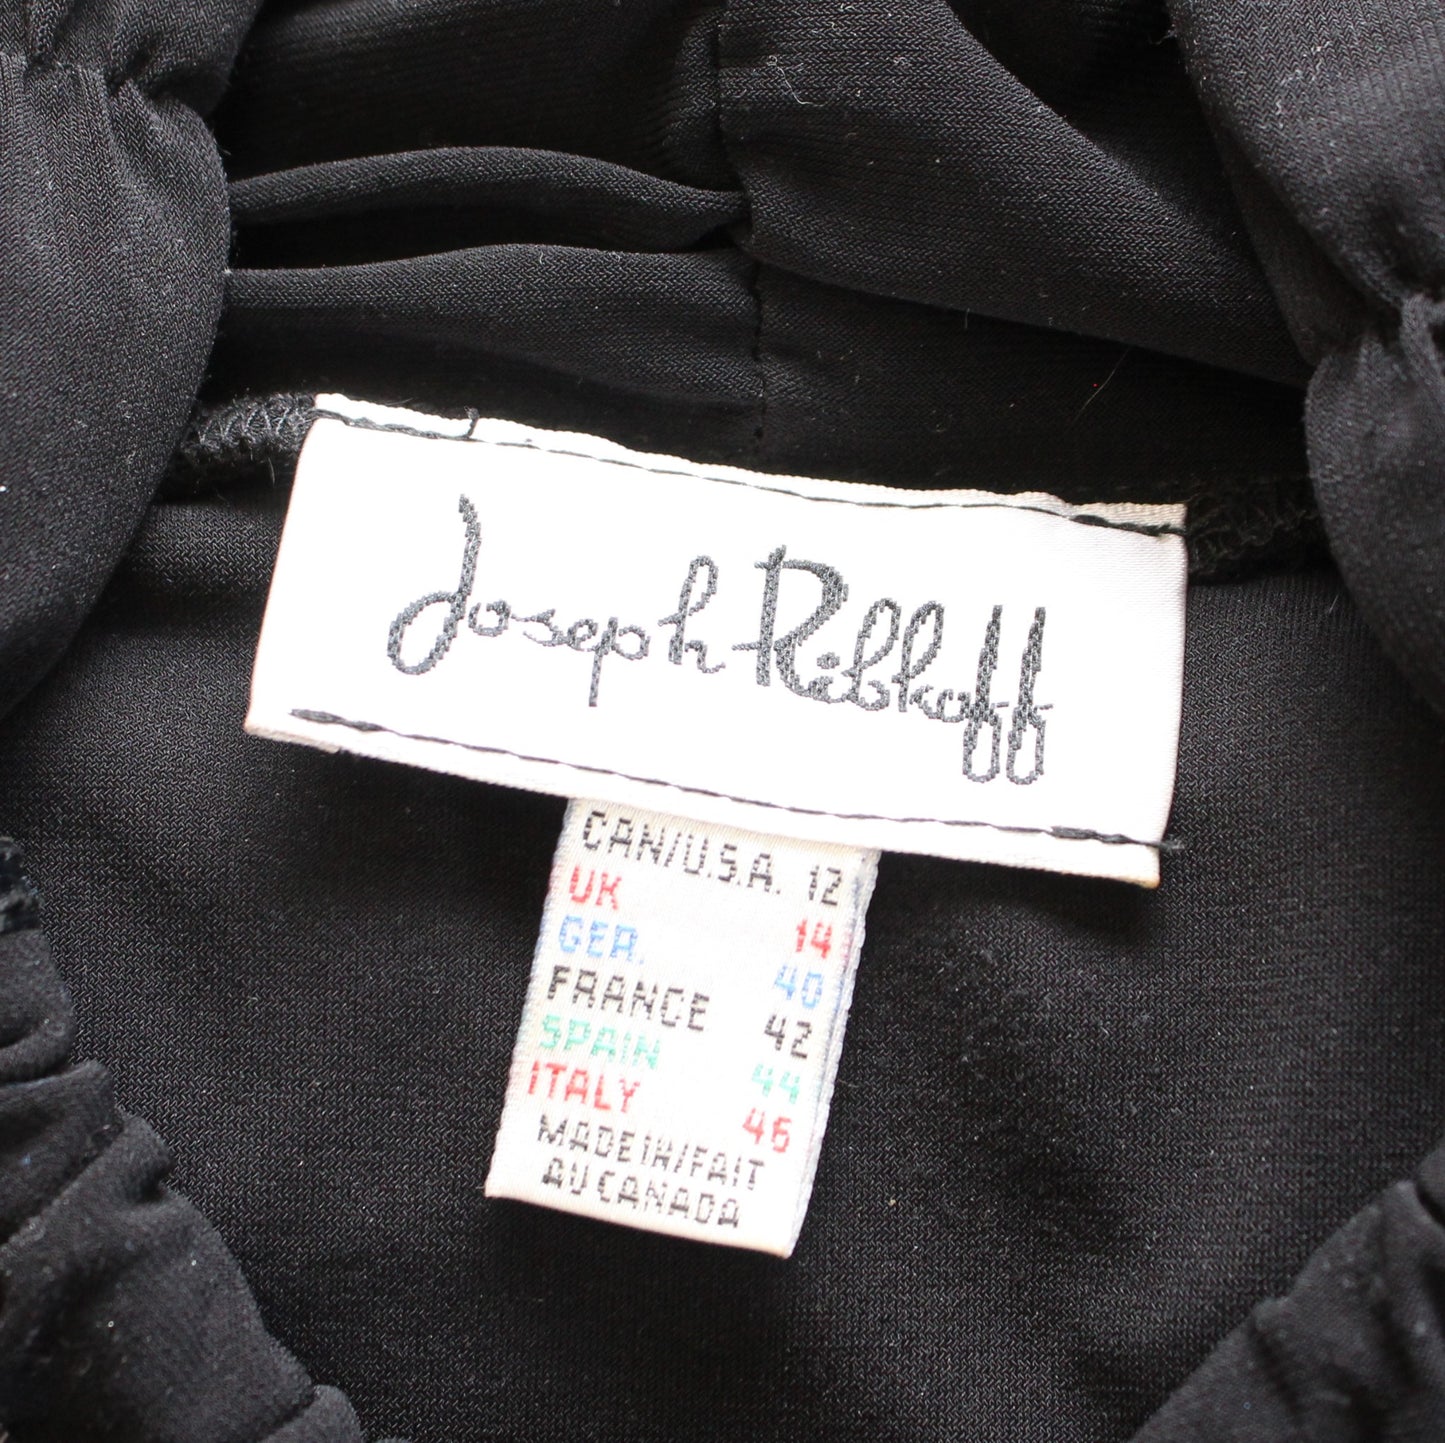 Joseph Ribkoff
CAN/U.S.A. 12
UK 14
GER. 40
FRANCE 42
SPAIN 44
ITALY 46
MADE IN/FAIT
AU CANADA